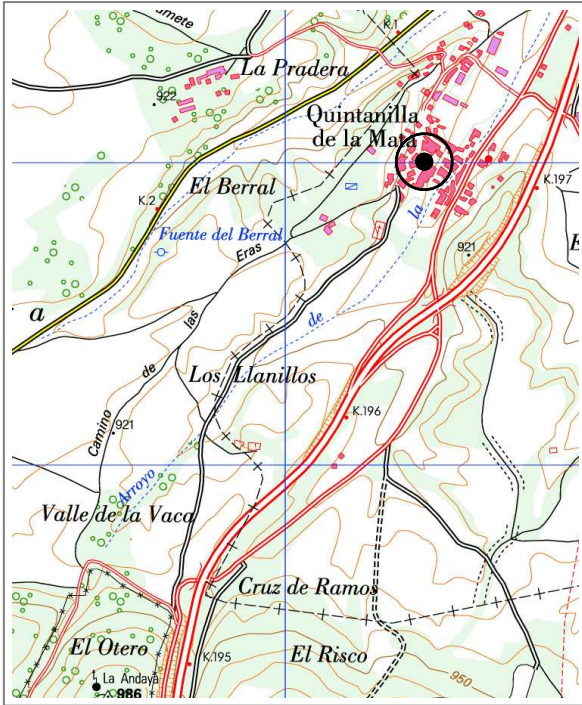 K.1
La Pradera
922
Quintanilla
de la Mata
K.197
El Berral
K.2
la
Fuente del Berral
Eras
921
E
a
las
de
de
Los Llanillos
K.196
921
Camino
Arroyo
Valle de la Vaca
Cruz de Ramos
El Otero
K.195
El Risco
950
La Andaya
986